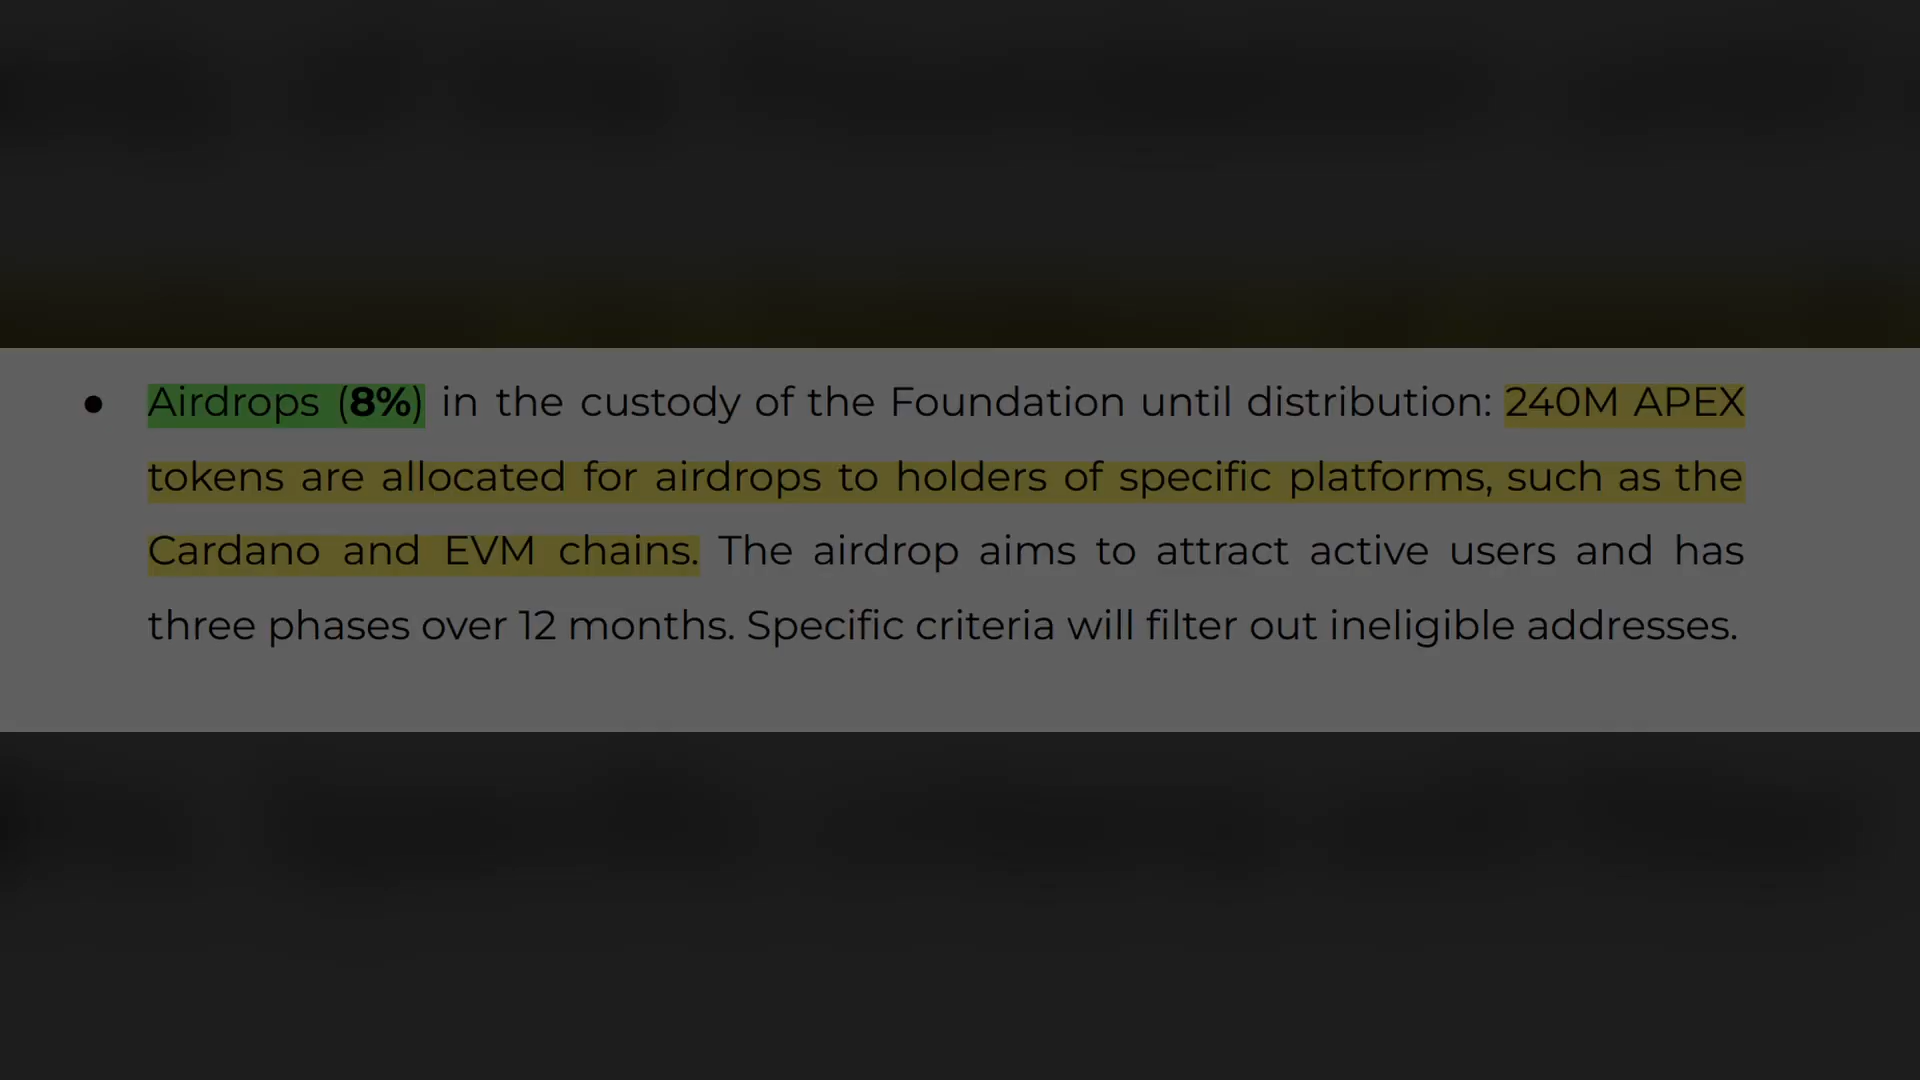 ● Airdrops (8%) in the custody of the Foundation until distribution: 240M APEX
tokens are allocated for airdrops to holders of specific platforms, such as the
Cardano and EVM chains. The airdrop aims to attract active users and has
three phases over 12 months. Specific criteria will filter out ineligible addresses.